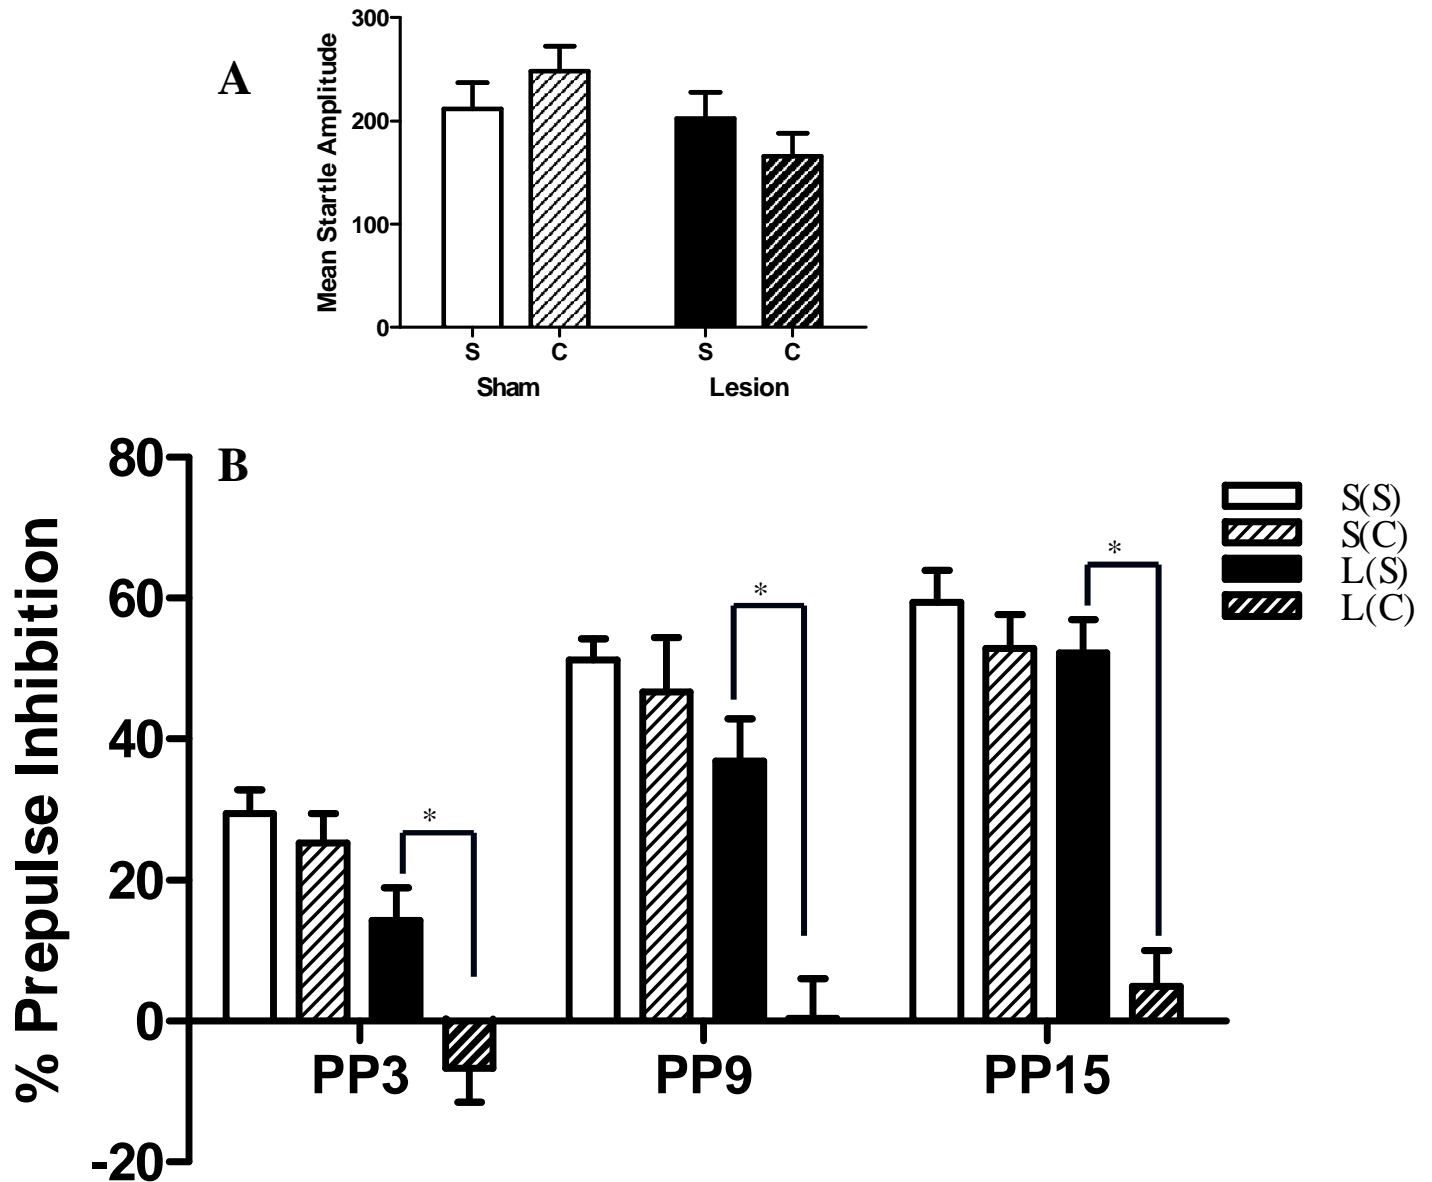 A
Mean Startle Amplitude
300
200
100
0
S C S C
Sham Lesion
B
% Prepulse Inhibition
80
60
40
20
0
-20
* * *
PP3 PP9 PP15
S(S)
S(C)
L(S)
L(C)